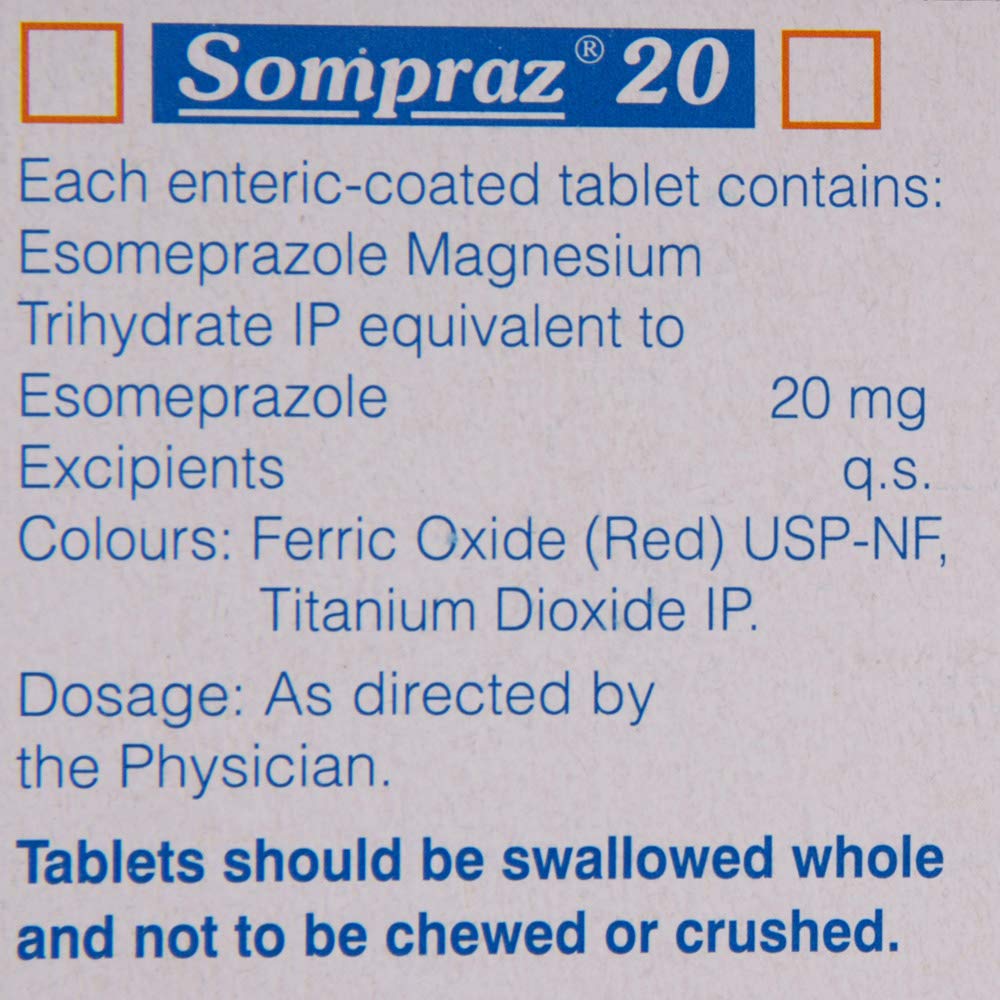 Sompraz® 20
Each enteric-coated tablet contains:
Esomeprazole Magnesium
Trihydrate IP equivalent to
Esomeprazole 20 mg
Excipients q.s.
Colours: Ferric Oxide (Red) USP-NF,
Titanium Dioxide IP.
Dosage: As directed by
the Physician.
Tablets should be swallowed whole
and not to be chewed or crushed.